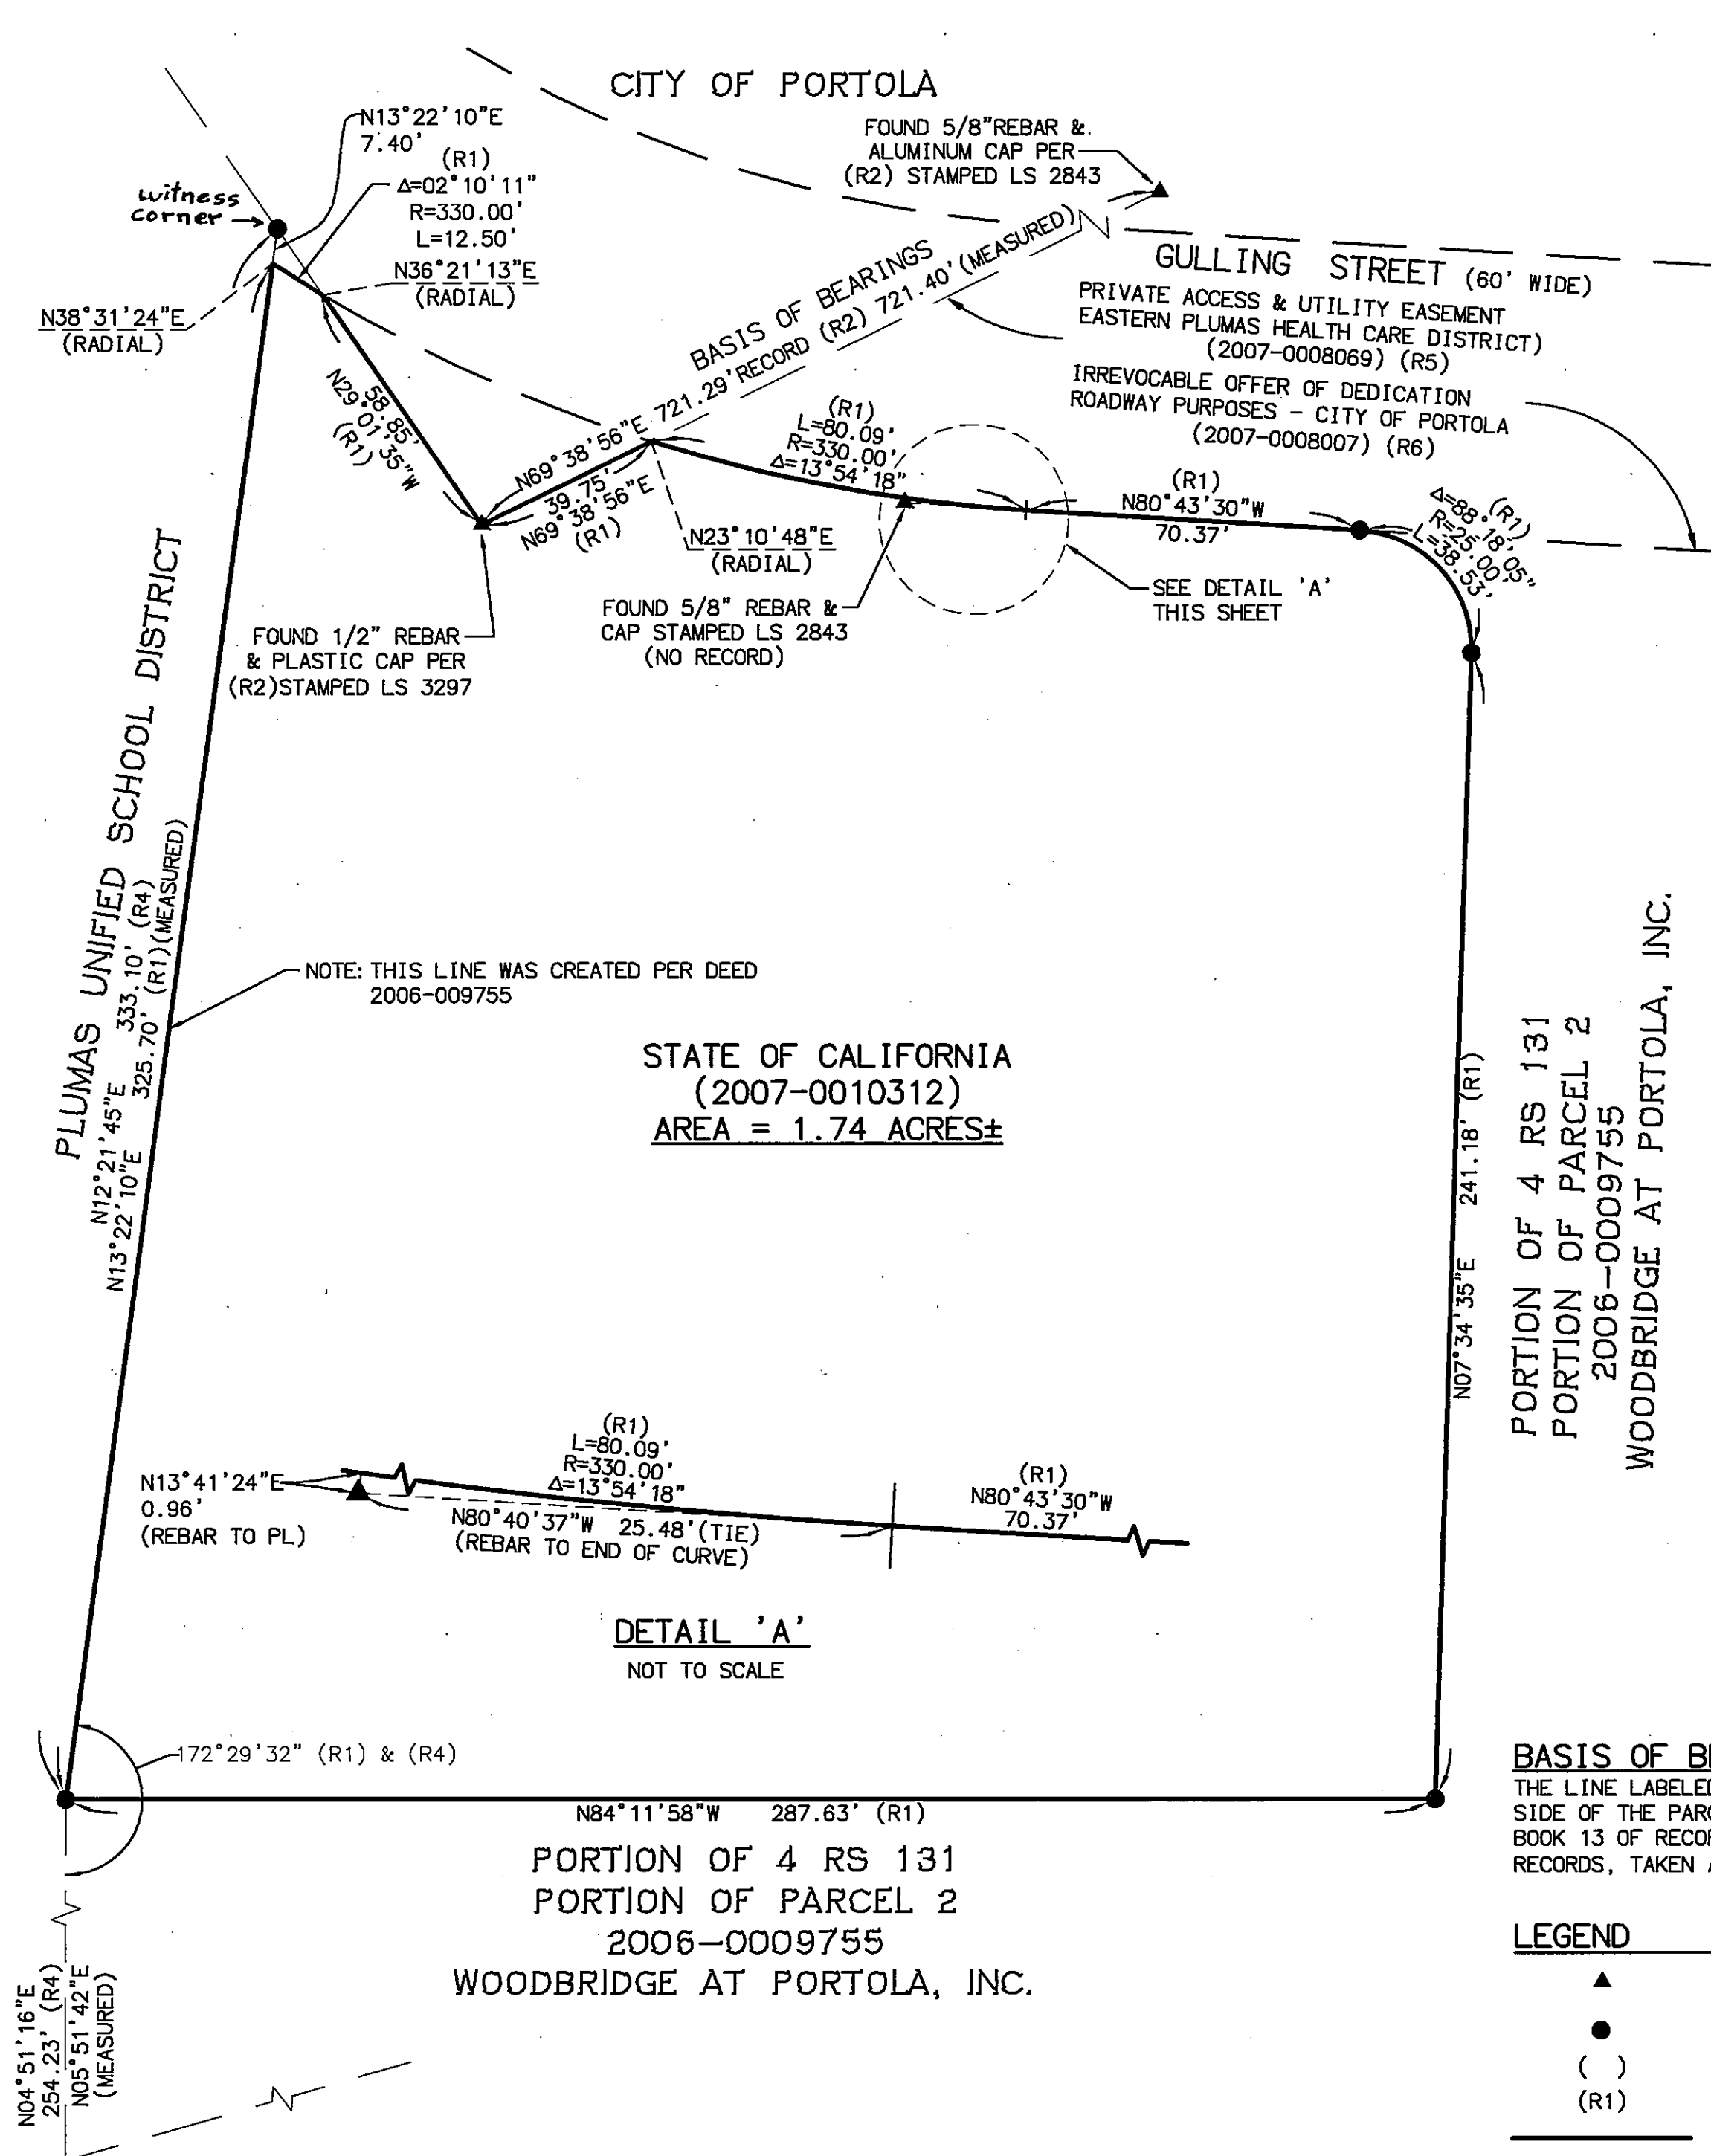 CITY OF PORTOLA
N13°22'10"E
7.40'
(R1)
Δ=02°10'11"
R=330.00'
L=12.50'
witness
corner
N36°21'13"E
(RADIAL)
N38°31'24"E
(RADIAL)
FOUND 5/8"REBAR &
ALUMINUM CAP PER
(R2) STAMPED LS 2843
BASIS OF BEARINGS
N69°38'56"E 721.29'RECORD (R2) 721.40'(MEASURED)
GULLING STREET (60' WIDE)
PRIVATE ACCESS & UTILITY EASEMENT
EASTERN PLUMAS HEALTH CARE DISTRICT)
(2007-0008069) (R5)
IRREVOCABLE OFFER OF DEDICATION
ROADWAY PURPOSES - CITY OF PORTOLA
(2007-0008007) (R6)
58.85'
N29°01'35"W
(R1)
39.75'
N69°38'56"E
(R1)
N23°10'48"E
(RADIAL)
(R1)
L=80.09'
R=330.00'
Δ=13°54'18"
(R1)
N80°43'30"W
70.37'
(R1)
Δ=88°18'05"
R=25.00'
L=38.53'
SEE DETAIL 'A'
THIS SHEET
FOUND 5/8" REBAR &
CAP STAMPED LS 2843
(NO RECORD)
FOUND 1/2" REBAR
& PLASTIC CAP PER
(R2)STAMPED LS 3297
PLUMAS UNIFIED SCHOOL DISTRICT
N12°21'45"E 333.10' (R4)
N13°22'10"E 325.70' (R1)(MEASURED)
NOTE: THIS LINE WAS CREATED PER DEED
2006-009755
STATE OF CALIFORNIA
(2007-0010312)
AREA = 1.74 ACRES±
N07°34'35"E 241.18' (R1)
PORTION OF 4 RS 131
PORTION OF PARCEL 2
2006-0009755
WOODBRIDGE AT PORTOLA, INC.
N13°41'24"E
0.96'
(REBAR TO PL)
(R1)
L=80.09'
R=330.00'
Δ=13°54'18"
N80°40'37"W 25.48'(TIE)
(REBAR TO END OF CURVE)
(R1)
N80°43'30"W
70.37'
DETAIL 'A'
NOT TO SCALE
172°29'32" (R1) & (R4)
N84°11'58"W 287.63' (R1)
PORTION OF 4 RS 131
PORTION OF PARCEL 2
2006-0009755
WOODBRIDGE AT PORTOLA, INC.
N04°51'16"E
254.23' (R4)
N05°51'42"E
(MEASURED)
BASIS OF
THE LINE LABELED
SIDE OF THE
BOOK 13 OF
RECORDS, TAKEN
LEGEND
( )
(R1)